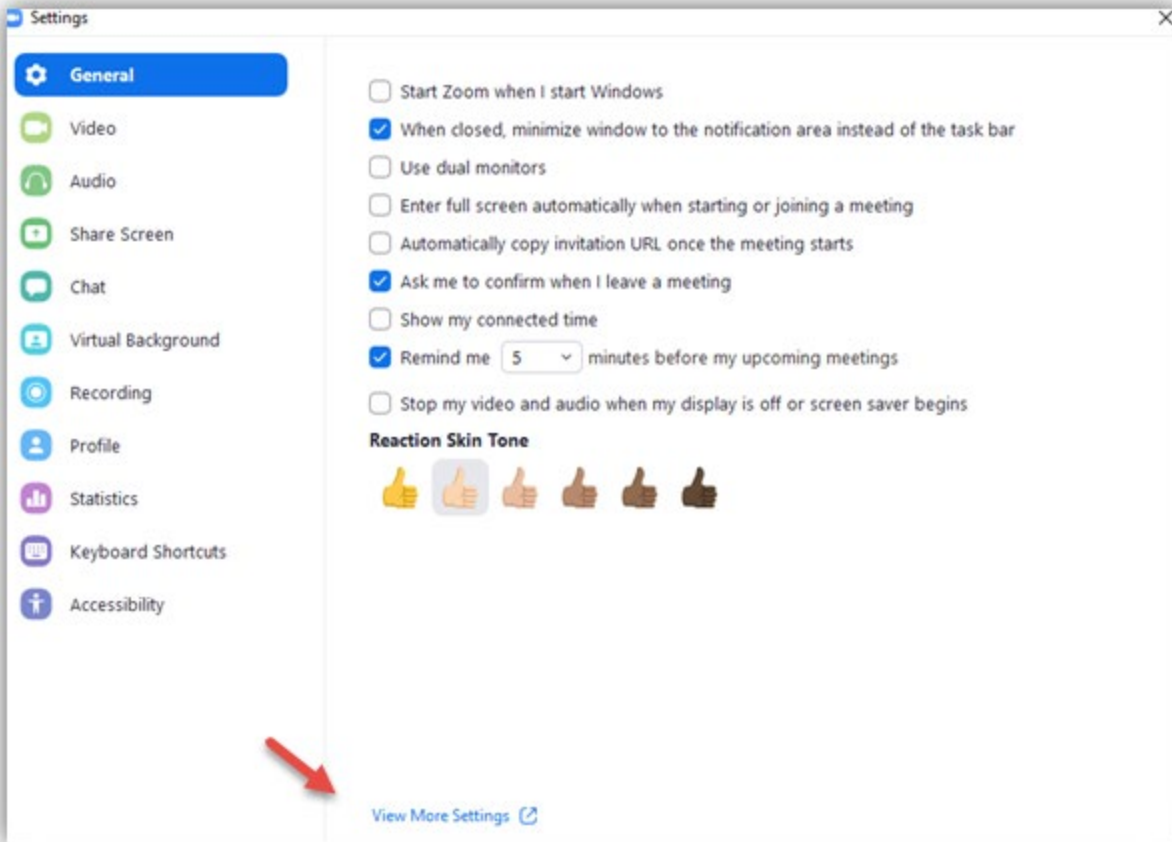 Settings
General
Video
Audio
Share Screen
Chat
Virtual Background
Recording
Profile
Statistics
Keyboard Shortcuts
Accessibility
Start Zoom when I start Windows
When closed, minimize window to the notification area instead of the task bar
Use dual monitors
Enter full screen automatically when starting or joining a meeting
Automatically copy invitation URL once the meeting starts
Ask me to confirm when I leave a meeting
Show my connected time
Remind me 5 minutes before my upcoming meetings
Stop my video and audio when my display is off or screen saver begins
Reaction Skin Tone
View More Settings